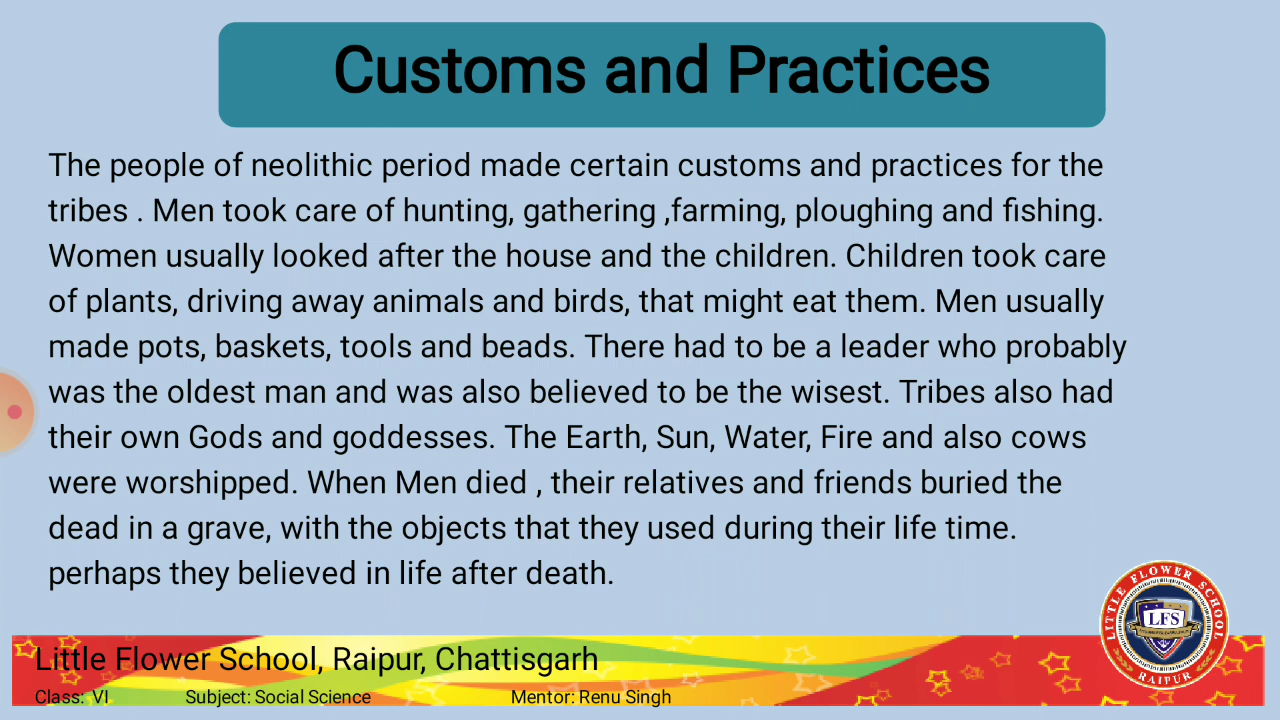 Customs and Practices
The people of neolithic period made certain customs and practices for the
tribes . Men took care of hunting, gathering ,farming, ploughing and fishing.
Women usually looked after the house and the children. Children took care
of plants, driving away animals and birds, that might eat them. Men usually
made pots, baskets, tools and beads. There had to be a leader who probably
was the oldest man and was also believed to be the wisest. Tribes also had
their own Gods and goddesses. The Earth, Sun, Water, Fire and also cows
were worshipped. When Men died , their relatives and friends buried the
dead in a grave, with the objects that they used during their life time.
perhaps they believed in life after death.
LITTLE FLOWER SCHOOL
LFS
RAIPUR
Little Flower School, Raipur, Chattisgarh
Class: VI Subject: Social Science Mentor: Renu Singh